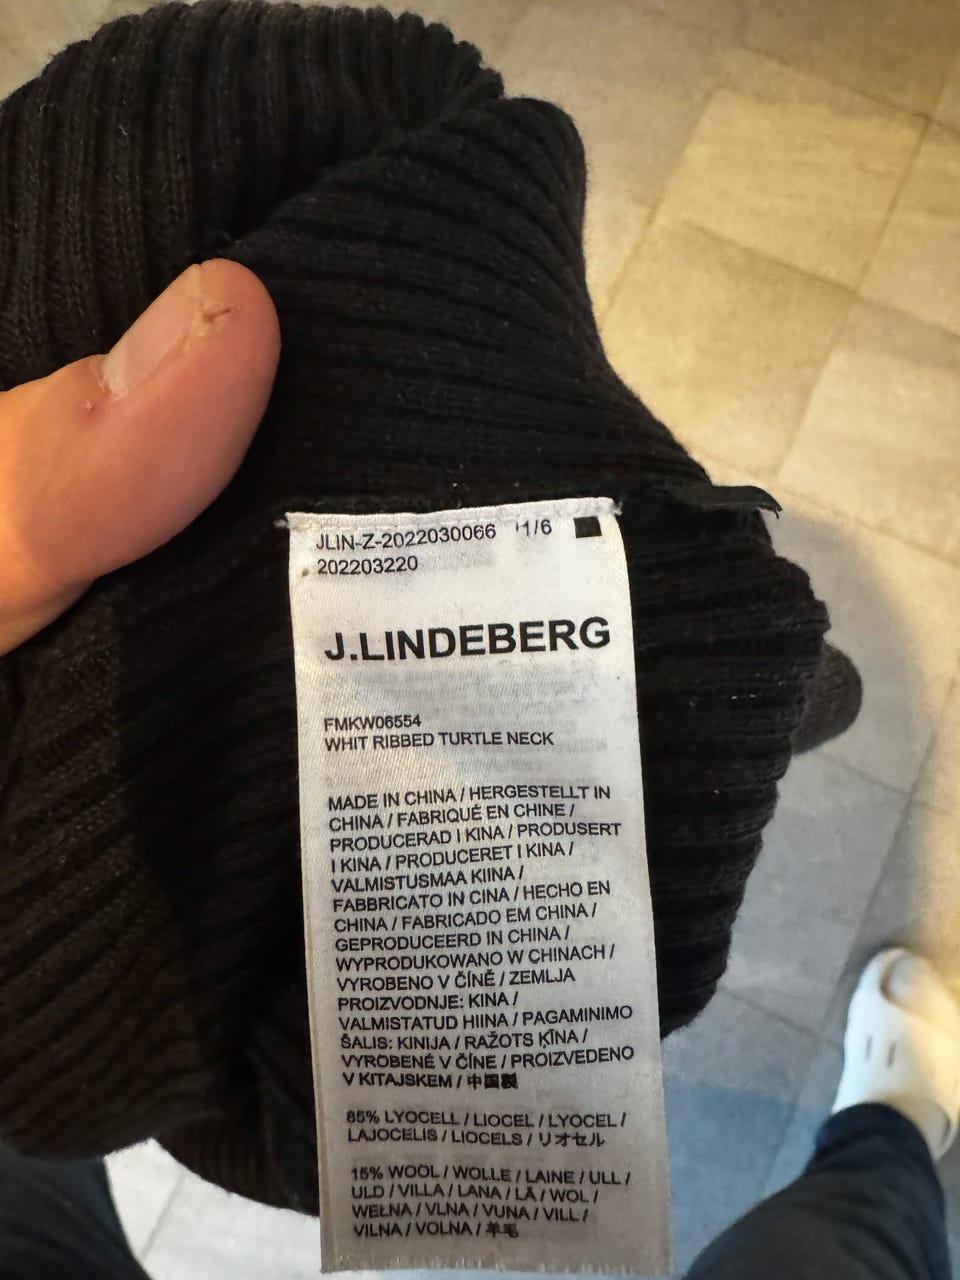 JLIN-Z-2022030066 1/6
202203220
J.LINDEBERG
FMKW06554
WHIT RIBBED TURTLE NECK
MADE IN CHINA / HERGESTELLT IN
CHINA / FABRIQUÉ EN CHINE /
PRODUCERAD I KINA / PRODUSERT
I KINA / PRODUCERET I KINA /
VALMISTUSMAA KIINA /
FABBRICATO IN CINA / HECHO EN
CHINA / FABRICADO EM CHINA /
GEPRODUCEERD IN CHINA /
WYPRODUKOWANO W CHINACH /
VYROBENO V ČÍNĚ / ZEMLJA
PROIZVODNJE: KINA /
VALMISTATUD HIINA / PAGAMINIMO
ŠALIS: KINIJA / RAŽOTS ĶĪNA /
VYROBENÉ V ČÍNE / PROIZVEDENO
V KITAJSKEM / 中国製
85% LYOCELL / LIOCEL / LYOCEL /
LAJOCELIS / LIOCELS / リオセル
15% WOOL / WOLLE / LAINE / ULL /
ULD / VILLA / LANA / LÃ / WOL /
WEŁNA / VLNA / VUNA / VILL /
VILNA / VOLNA / 羊毛